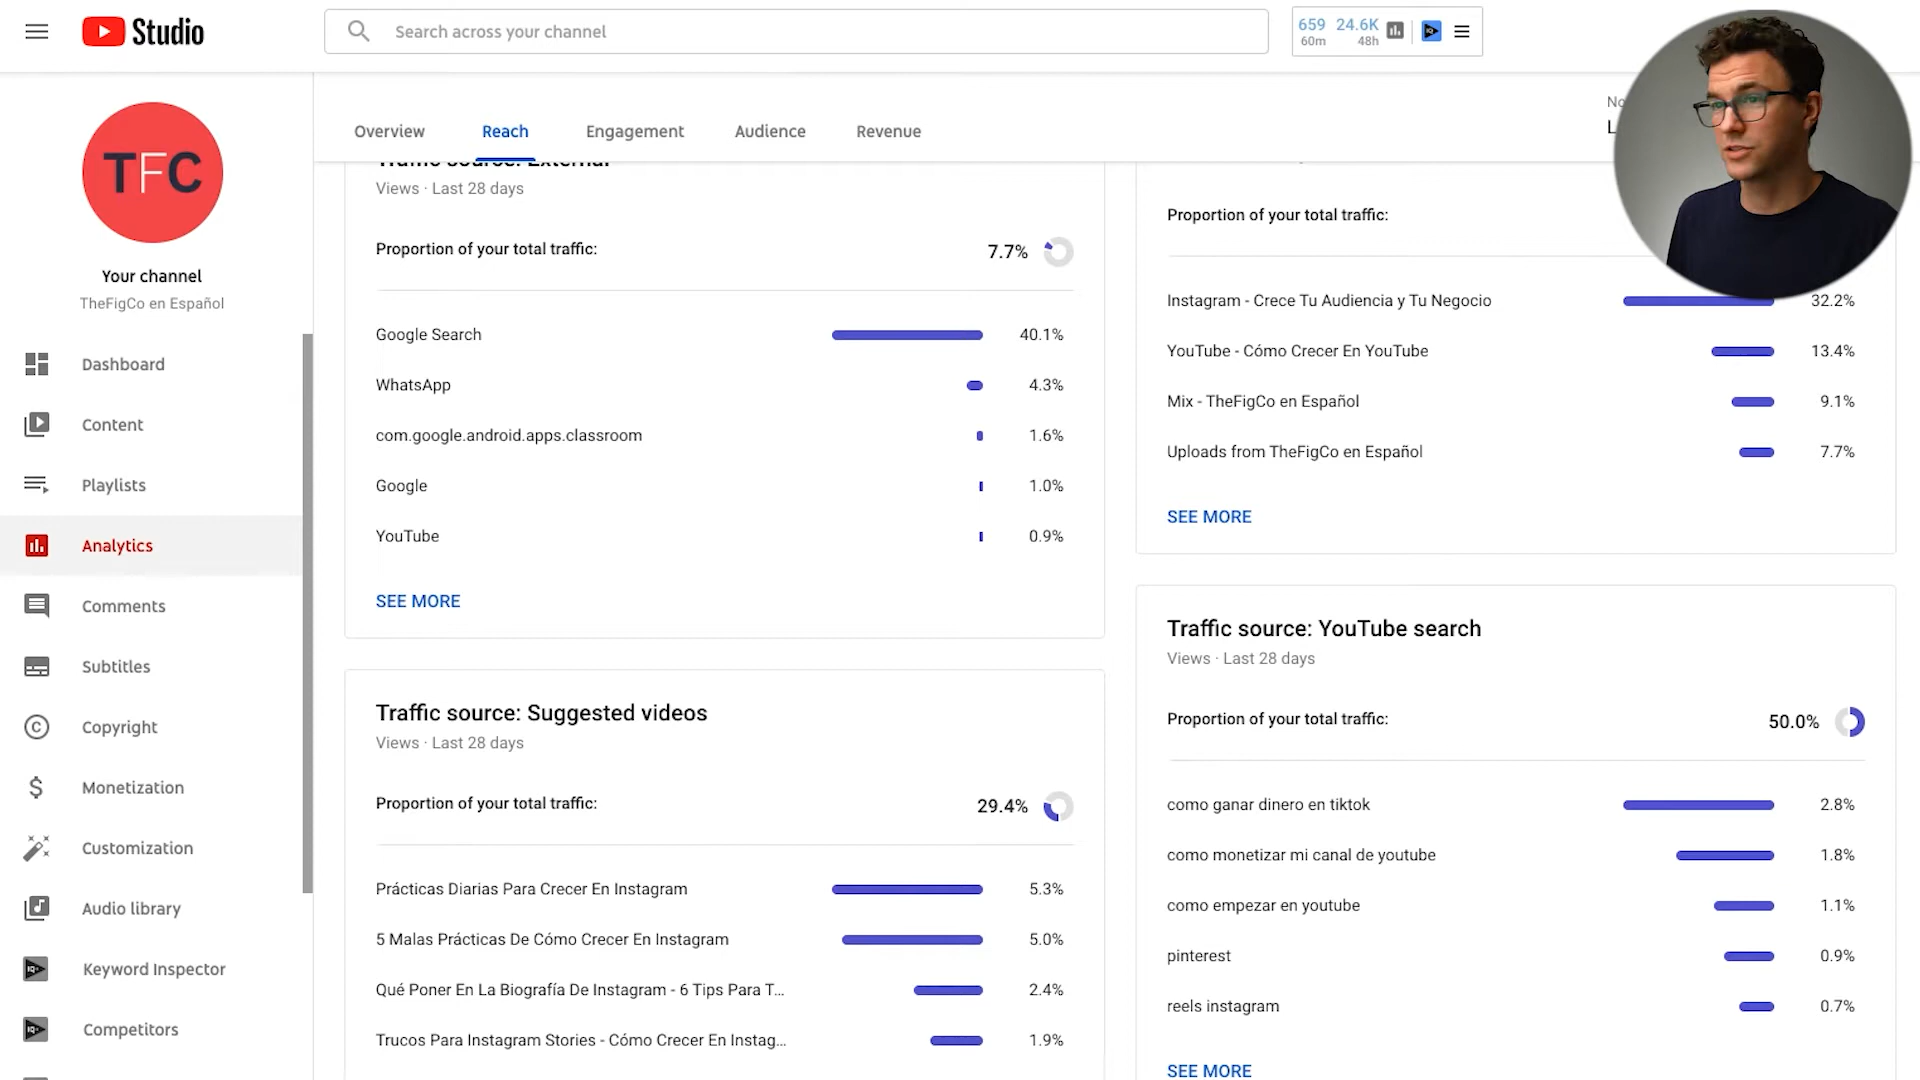 Studio
Search across your channel
659 24.6K
60m 48h
TFC
Your channel
TheFigCo en Español
Dashboard
Content
Playlists
Analytics
Comments
Subtitles
Copyright
Monetization
Customization
Audio library
Keyword Inspector
Competitors
Overview Reach Engagement Audience Revenue
Traffic source: External
Views · Last 28 days
Proportion of your total traffic: 7.7%
Google Search 40.1%
WhatsApp 4.3%
com.google.android.apps.classroom 1.6%
Google 1.0%
YouTube 0.9%
SEE MORE
Traffic source: Suggested videos
Views · Last 28 days
Proportion of your total traffic: 29.4%
Prácticas Diarias Para Crecer En Instagram 5.3%
5 Malas Prácticas De Cómo Crecer En Instagram 5.0%
Qué Poner En La Biografía De Instagram - 6 Tips Para T... 2.4%
Trucos Para Instagram Stories - Cómo Crecer En Instag... 1.9%
Proportion of your total traffic:
Instagram - Crece Tu Audiencia y Tu Negocio 32.2%
YouTube - Cómo Crecer En YouTube 13.4%
Mix - TheFigCo en Español 9.1%
Uploads from TheFigCo en Español 7.7%
SEE MORE
Traffic source: YouTube search
Views · Last 28 days
Proportion of your total traffic: 50.0%
como ganar dinero en tiktok 2.8%
como monetizar mi canal de youtube 1.8%
como empezar en youtube 1.1%
pinterest 0.9%
reels instagram 0.7%
SEE MORE